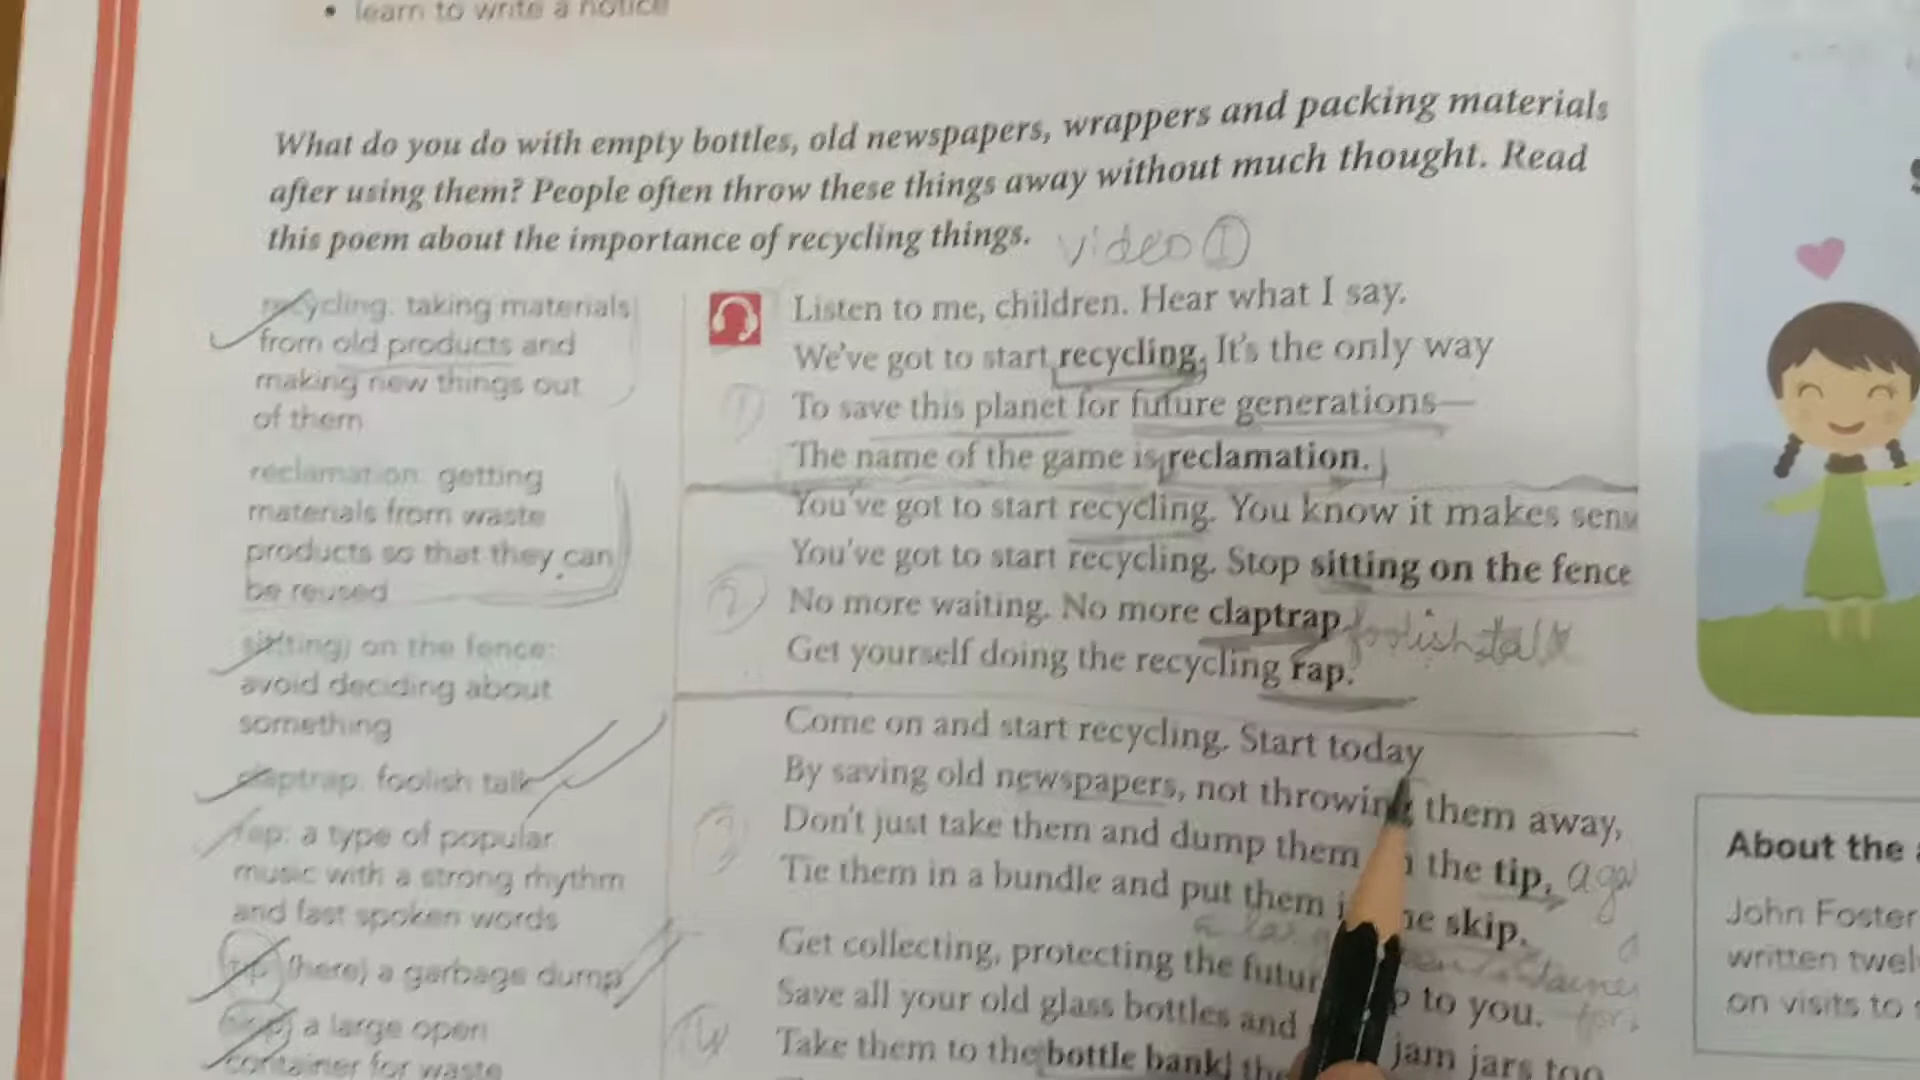 • learn to write a notice
What do you do with empty bottles, old newspapers, wrappers and packing materials
after using them? People often throw these things away without much thought. Read
this poem about the importance of recycling things.
video 1
recycling: taking materials
from old products and
making new things out
of them
reclamation: getting
materials from waste
products so that they can
be reused
(sitting) on the fence:
avoid deciding about
something
claptrap: foolish talk
rap: a type of popular
music with a strong rhythm
and fast spoken words
tip: (here) a garbage dump
skip: a large open
container for waste
Listen to me, children. Hear what I say.
We've got to start recycling. It's the only way
To save this planet for future generations—
The name of the game is reclamation.
1
You've got to start recycling. You know it makes
You've got to start recycling. Stop sitting on the fence
No more waiting. No more claptrap foolish talk
Get yourself doing the recycling rap.
2
Come on and start recycling. Start today
By saving old newspapers, not throwing them away,
Don't just take them and dump them the tip,
Tie them in a bundle and put them skip.
3
Get collecting, protecting the to you.
Save all your old glass bottles and jam jars too
Take them to the bottle bank
4
About the
John Foster
written
on visits to